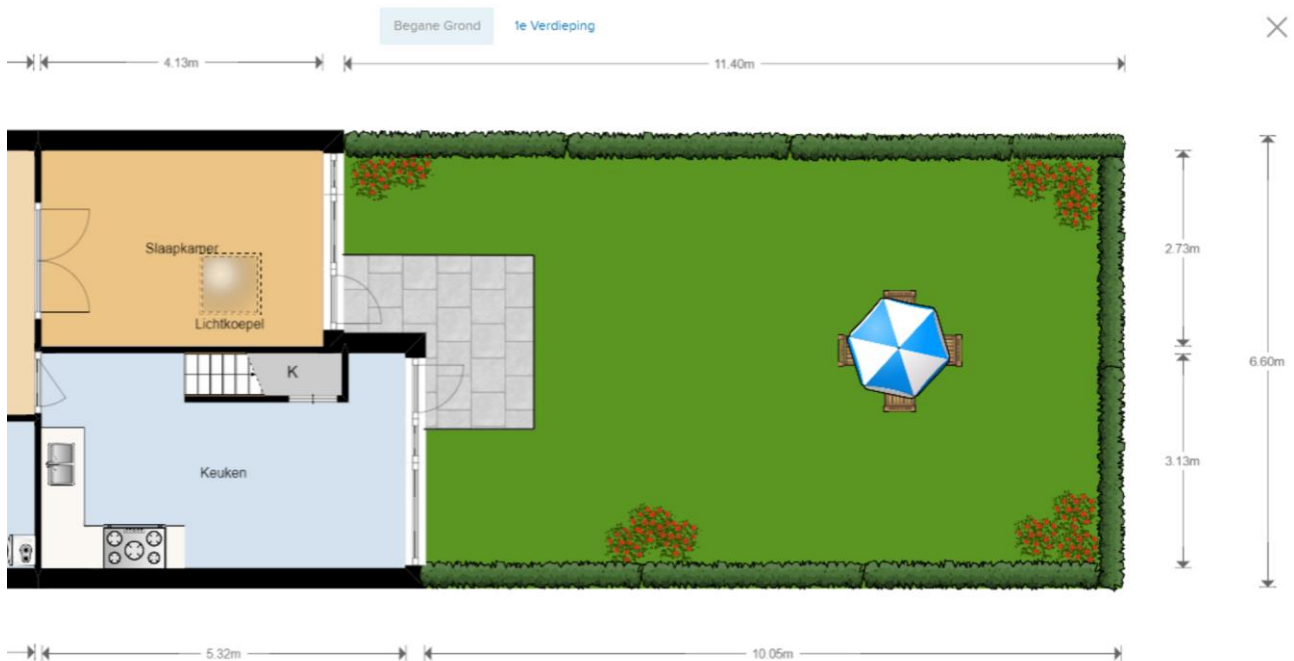 Begane Grond
1e Verdieping
4.13m
11.40m
2.73m
Slaapkamer
Lichtkoepel
6.60m
K
3.13m
Keuken
5.32m
10.05m